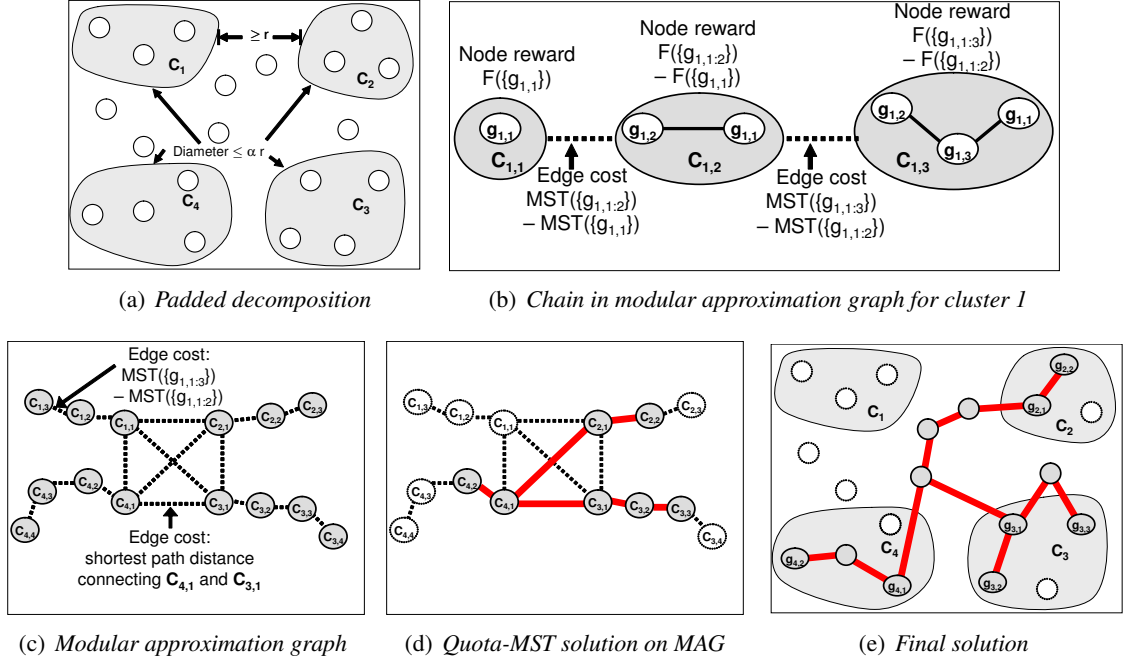 ≥ r
C1
C2
Diameter ≤ α r
C4
C3
(a) Padded decomposition
Node reward
F({g1,1})
Node reward
F({g1,1:2})
– F({g1,1})
Node reward
F({g1,1:3})
– F({g1,1:2})
g1,1
C1,1
g1,2
g1,1
C1,2
g1,2
g1,1
g1,3
C1,3
Edge cost
MST({g1,1:2})
– MST({g1,1})
Edge cost
MST({g1,1:3})
– MST({g1,1:2})
(b) Chain in modular approximation graph for cluster 1
Edge cost:
MST({g1,1:3})
– MST({g1,1:2})
C1,3
C1,2
C1,1
C2,1
C2,2
C2,3
C4,3
C4,2
C4,4
C4,1
C3,1
C3,2
C3,3
C3,4
Edge cost:
shortest path distance
connecting C4,1 and C3,1
(c) Modular approximation graph
C1,3
C1,2
C1,1
C2,1
C2,2
C2,3
C4,3
C4,2
C4,4
C4,1
C3,1
C3,2
C3,3
C3,4
(d) Quota-MST solution on MAG
C1
g2,2
g2,1
C2
C4
g4,2
g4,1
g3,1
g3,3
C3
g3,2
(e) Final solution